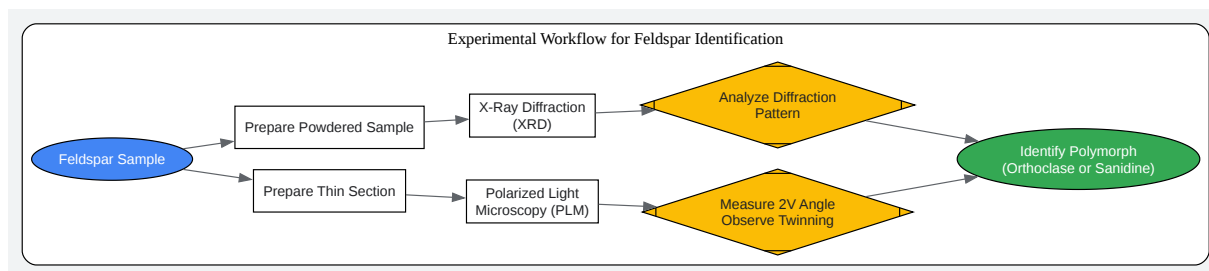 Experimental Workflow for Feldspar Identification
Feldspar Sample
Prepare Powdered Sample
X-Ray Diffraction
(XRD)
Analyze Diffraction
Pattern
Prepare Thin Section
Polarized Light
Microscopy (PLM)
Measure 2V Angle
Observe Twinning
Identify Polymorph
(Orthoclase or Sanidine)